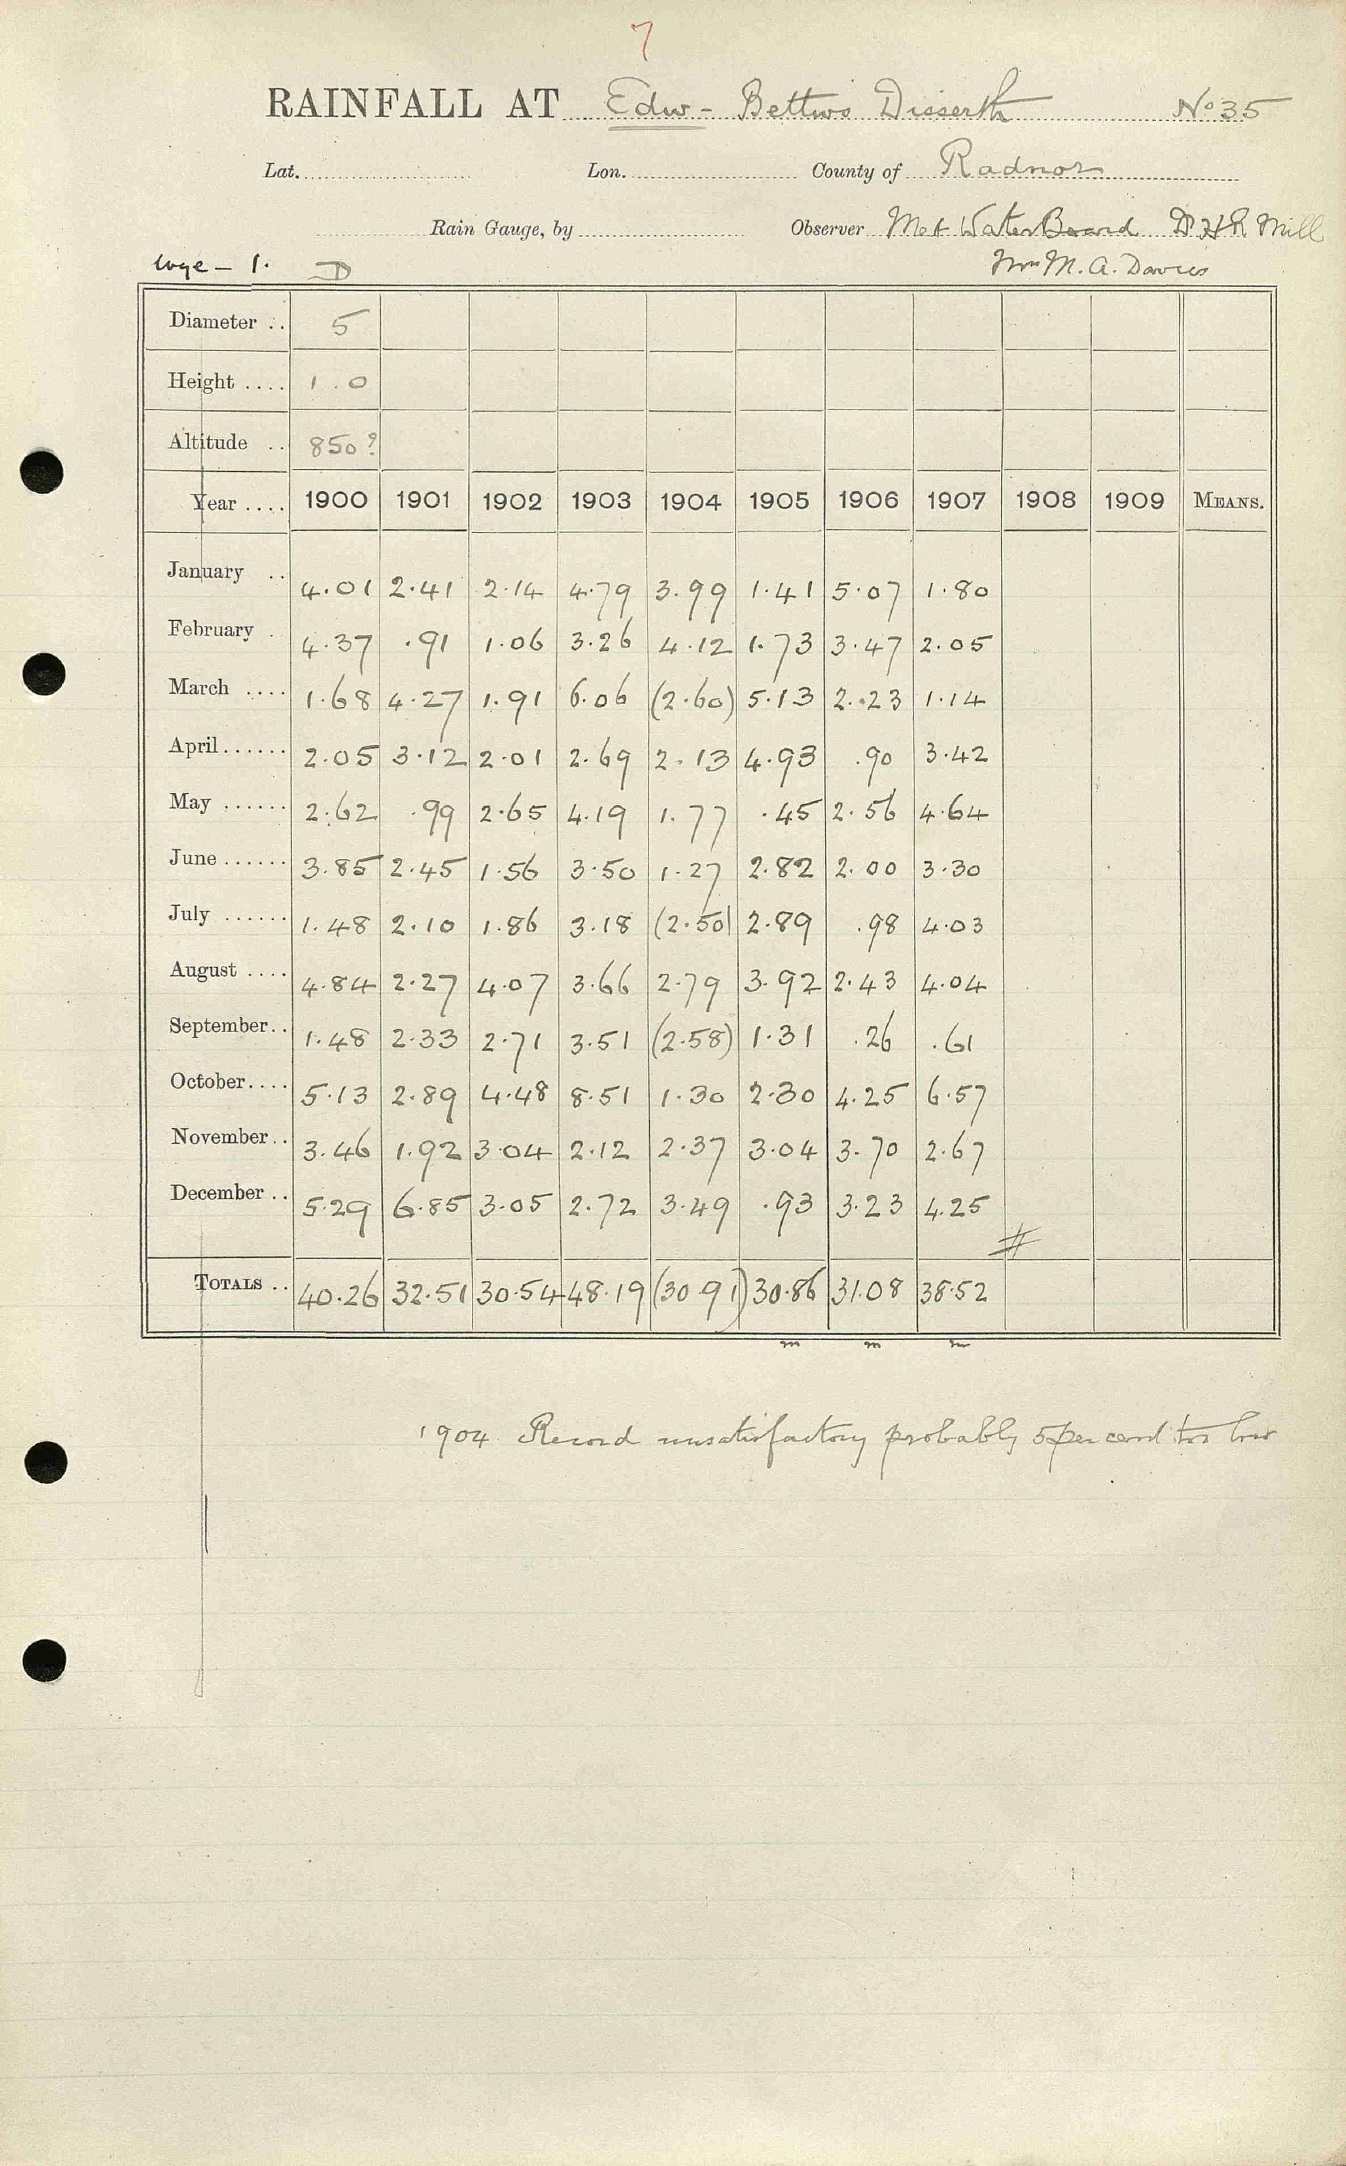 7
RAINFALL AT Edw - Bettws Disserth No 35
Lat. Lon. County of Radnor
Rain Gauge, by Observer Met Water Board Dr H R Mill
Wye - 1. D Mrs M. A. Davies
Diameter .. 5
Height .... 1.0
Altitude .. 850?
Year .... 1900 1901 1902 1903 1904 1905 1906 1907 1908 1909 MEANS.
January .. 4.01 2.41 2.14 4.79 3.99 1.41 5.07 1.80
February . 4.37 .91 1.06 3.26 4.12 1.73 3.47 2.05
March .... 1.68 4.27 1.91 6.06 (2.60) 5.13 2.23 1.14
April...... 2.05 3.12 2.01 2.69 2.13 4.93 .90 3.42
May ...... 2.62 .99 2.65 4.19 1.77 .45 2.56 4.64
June ...... 3.85 2.45 1.56 3.50 1.27 2.82 2.00 3.30
July ...... 1.48 2.10 1.86 3.18 (2.50) 2.89 .98 4.03
August .... 4.84 2.27 4.07 3.66 2.79 3.92 2.43 4.04
September.. 1.48 2.33 2.71 3.51 (2.58) 1.31 .26 .61
October.... 5.13 2.89 4.48 8.51 1.30 2.30 4.25 6.57
November.. 3.46 1.92 3.04 2.12 2.37 3.04 3.70 2.67
December .. 5.29 6.85 3.05 2.72 3.49 .93 3.23 4.25
TOTALS .. 40.26 32.51 30.54 48.19 (30.91) 30.86 31.08 38.52
m m m
1904 Record unsatisfactory probably 5 per cent too low